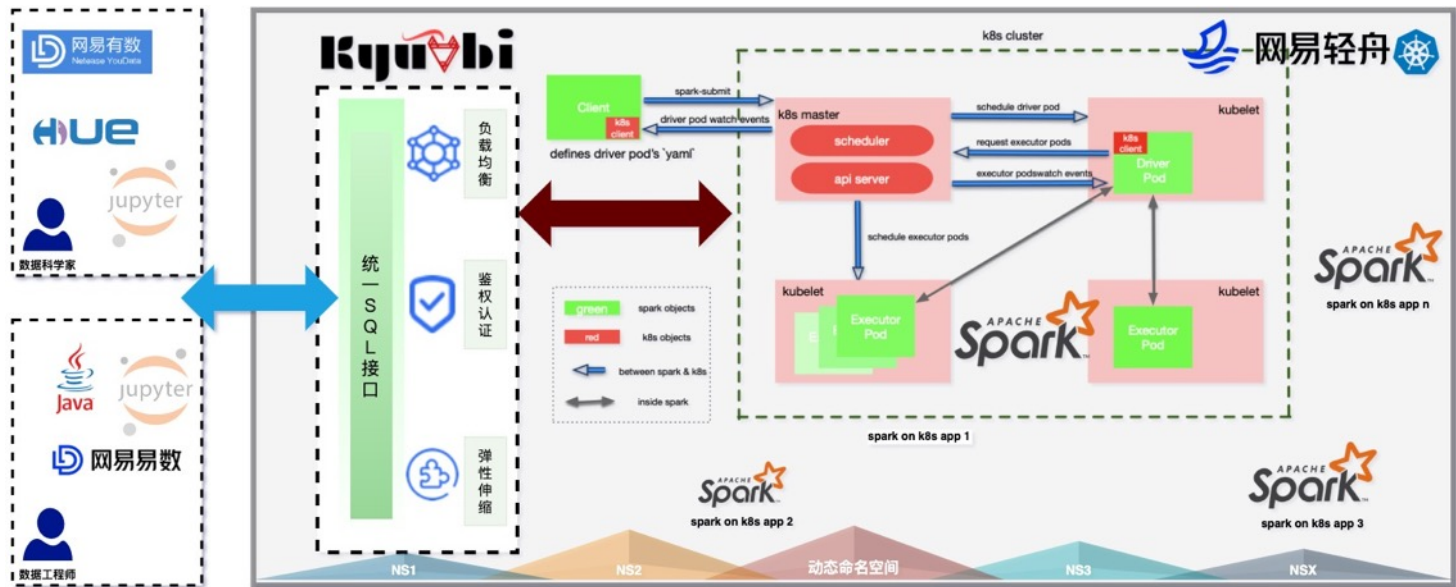 网易有数
Netease YouData
HUE
jupyter
数据科学家
Java
jupyter
网易易数
数据工程师
Kyuubi
统一SQL接口
负载均衡
鉴权认证
弹性伸缩
k8s cluster
网易轻舟
Client
k8s
client
defines driver pod's `yaml`
spark-submit
driver pod watch events
k8s master
scheduler
api server
schedule driver pod
request executor pods
executor podswatch events
kubelet
k8s
client
Driver
Pod
schedule executor pods
green
spark objects
red
k8s objects
between spark & k8s
inside spark
kubelet
Executor
Pod
APACHE
Spark
TM
kubelet
Executor
Pod
spark on k8s app 1
APACHE
Spark
TM
spark on k8s app n
APACHE
Spark
spark on k8s app 2
APACHE
Spark
TM
spark on k8s app 3
NS1
NS2
动态命名空间
NS3
NSX